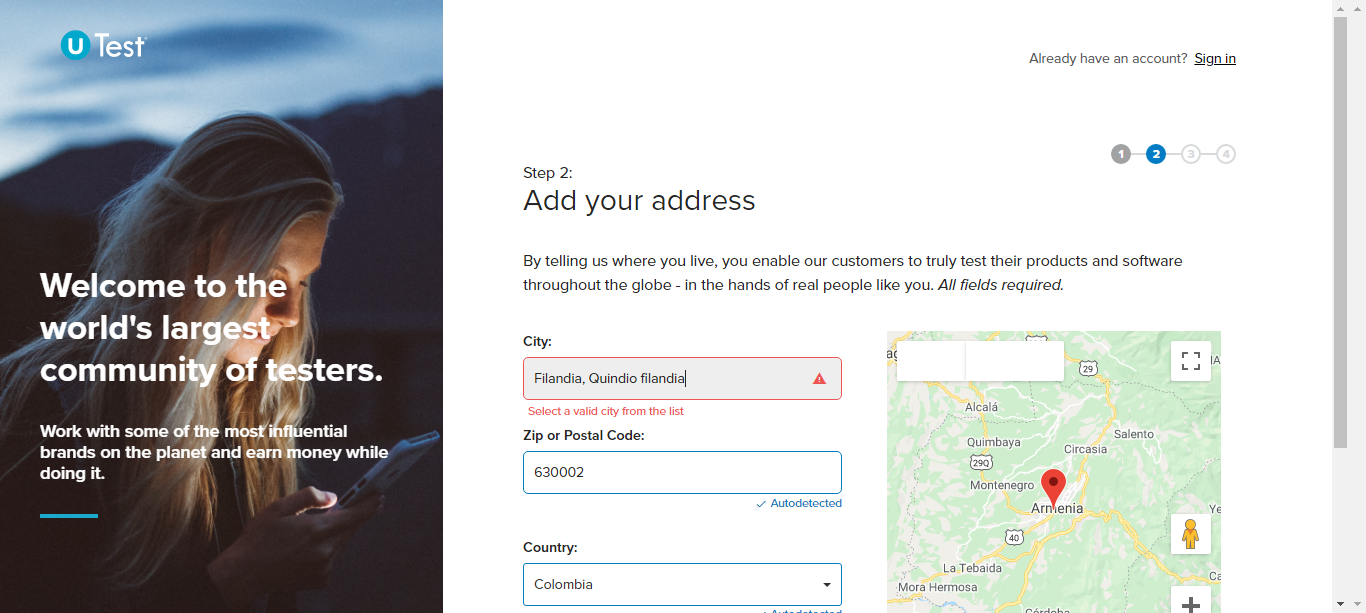 U Test
Already have an account? Sign in
1 2 3 4
Step 2:
Add your address
By telling us where you live, you enable our customers to truly test their products and software
throughout the globe - in the hands of real people like you. All fields required.
Welcome to the
world's largest
community of testers.
Work with some of the most influential
brands on the planet and earn money while
doing it.
City:
Filandia, Quindio filandia
Select a valid city from the list
Zip or Postal Code:
630002
Autodetected
Country:
Colombia
Autodetected
29
Alcalá
Salento
Quimbaya
Circasia
29Q
Montenegro
Armenia
40
La Tebaida
Mora Hermosa
Córdoba